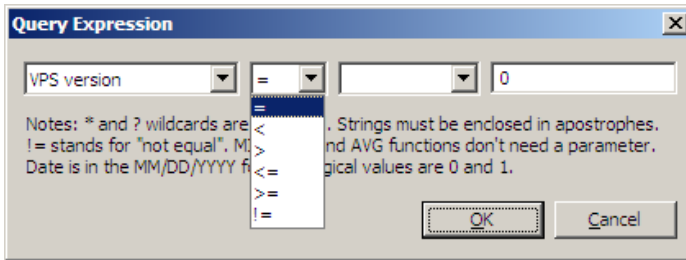 Query Expression
VPS version = 0
=
<
>
<=
>=
!=
Notes: * and ? wildcards are . Strings must be enclosed in apostrophes.
!= stands for "not equal". M nd AVG functions don't need a parameter.
Date is in the MM/DD/YYYY f gical values are 0 and 1.
OK Cancel